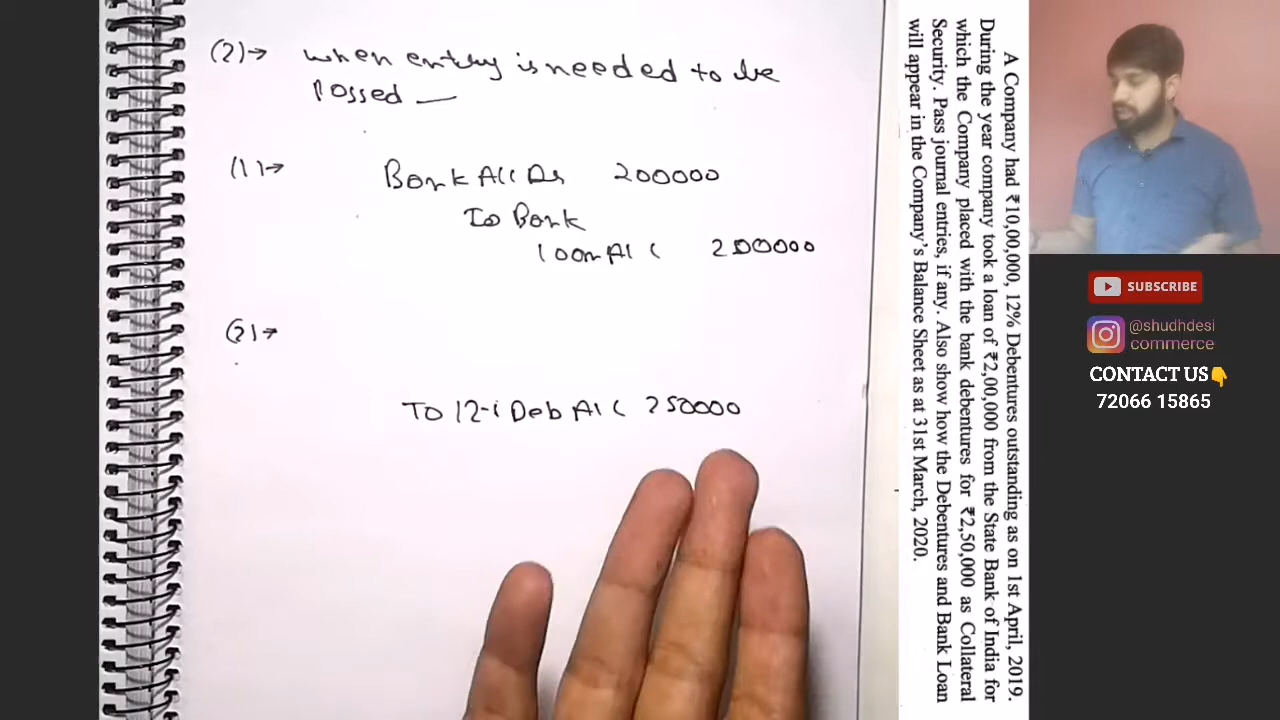 (2)→ when entry is needed to be
passed —
(1)→ Bank A/c Dr 200000
To Bank
loan A/c 200000
(2)→
To 12-% Deb A/c 250000
A Company had ₹10,00,000, 12% Debentures outstanding as on 1st April, 2019.
During the year company took a loan of ₹2,00,000 from the State Bank of India for
which the Company placed with the bank debentures for ₹2,50,000 as Collateral
Security. Pass journal entries, if any. Also show how the Debentures and Bank Loan
will appear in the Company's Balance Sheet as at 31st March, 2020.
SUBSCRIBE
@shudhdesi
commerce
CONTACT US👇
72066 15865